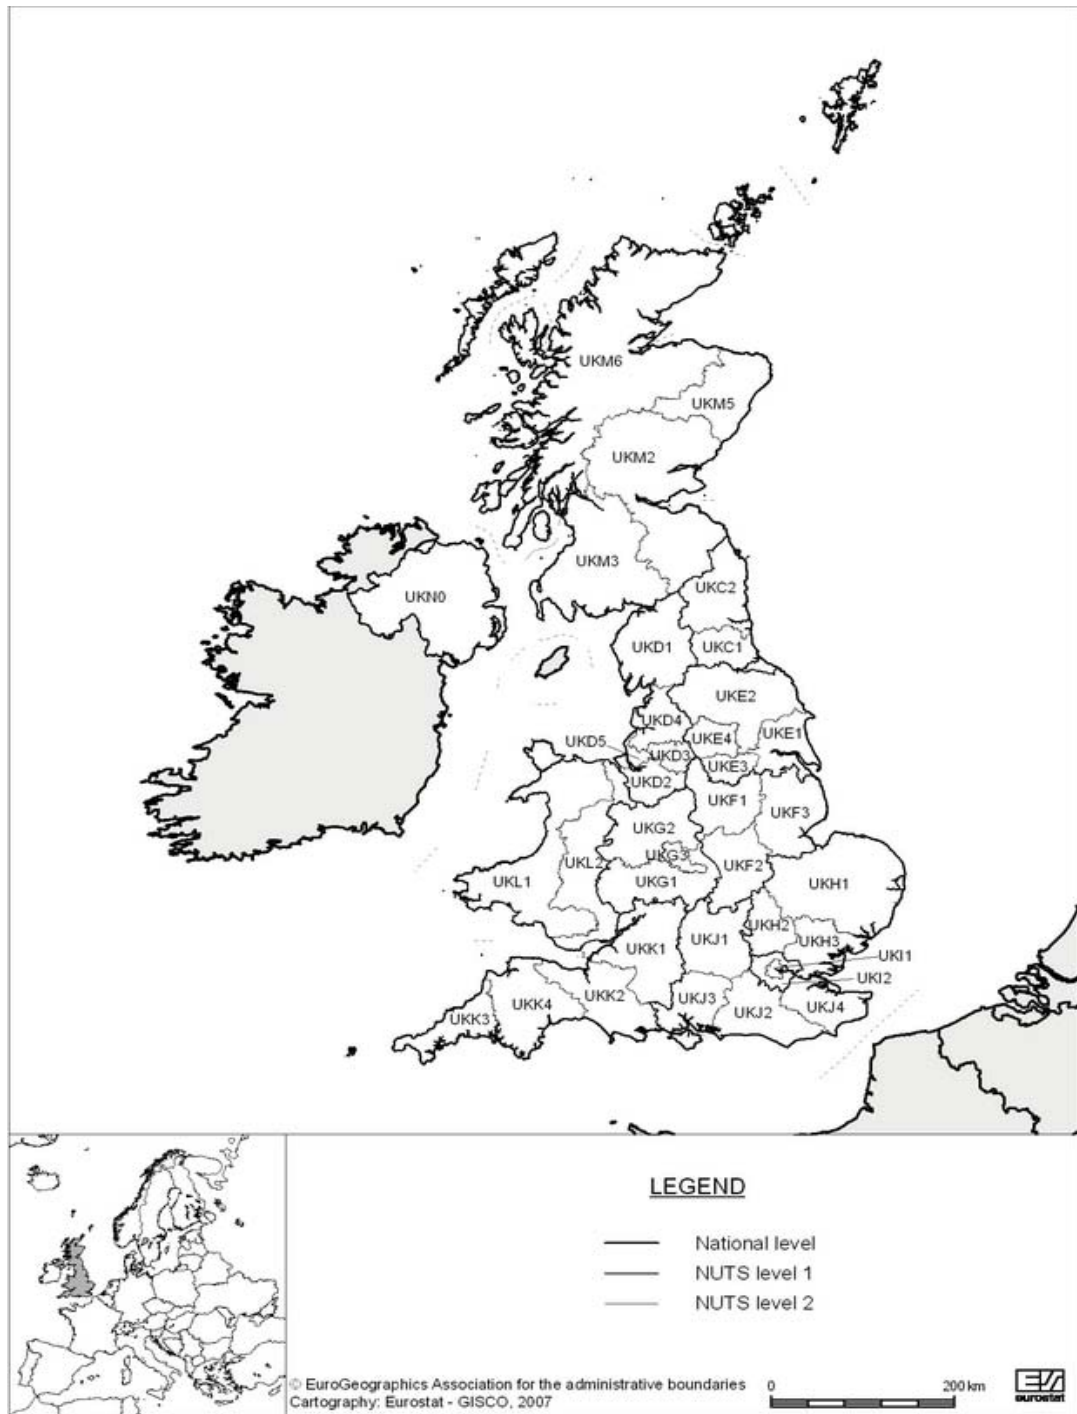 UKM6
UKM5
UKM2
UKM3
UKC2
UKN0
UKD1
UKC1
UKE2
UKD4
UKE1
UKD5
UKE4
UKD3
UKE3
UKD2
UKF1
UKF3
UKG2
UKG3
UKL2
UKF2
UKL1
UKG1
UKH1
UKH2
UKJ1
UKH3
UKK1
UKI1
UKI2
UKK2
UKJ3
UKK4
UKJ4
UKJ2
UKK3
LEGEND
National level
NUTS level 1
NUTS level 2
© EuroGeographics Association for the administrative boundaries
Cartography: Eurostat - GISCO, 2007
0 200 km
eurostat